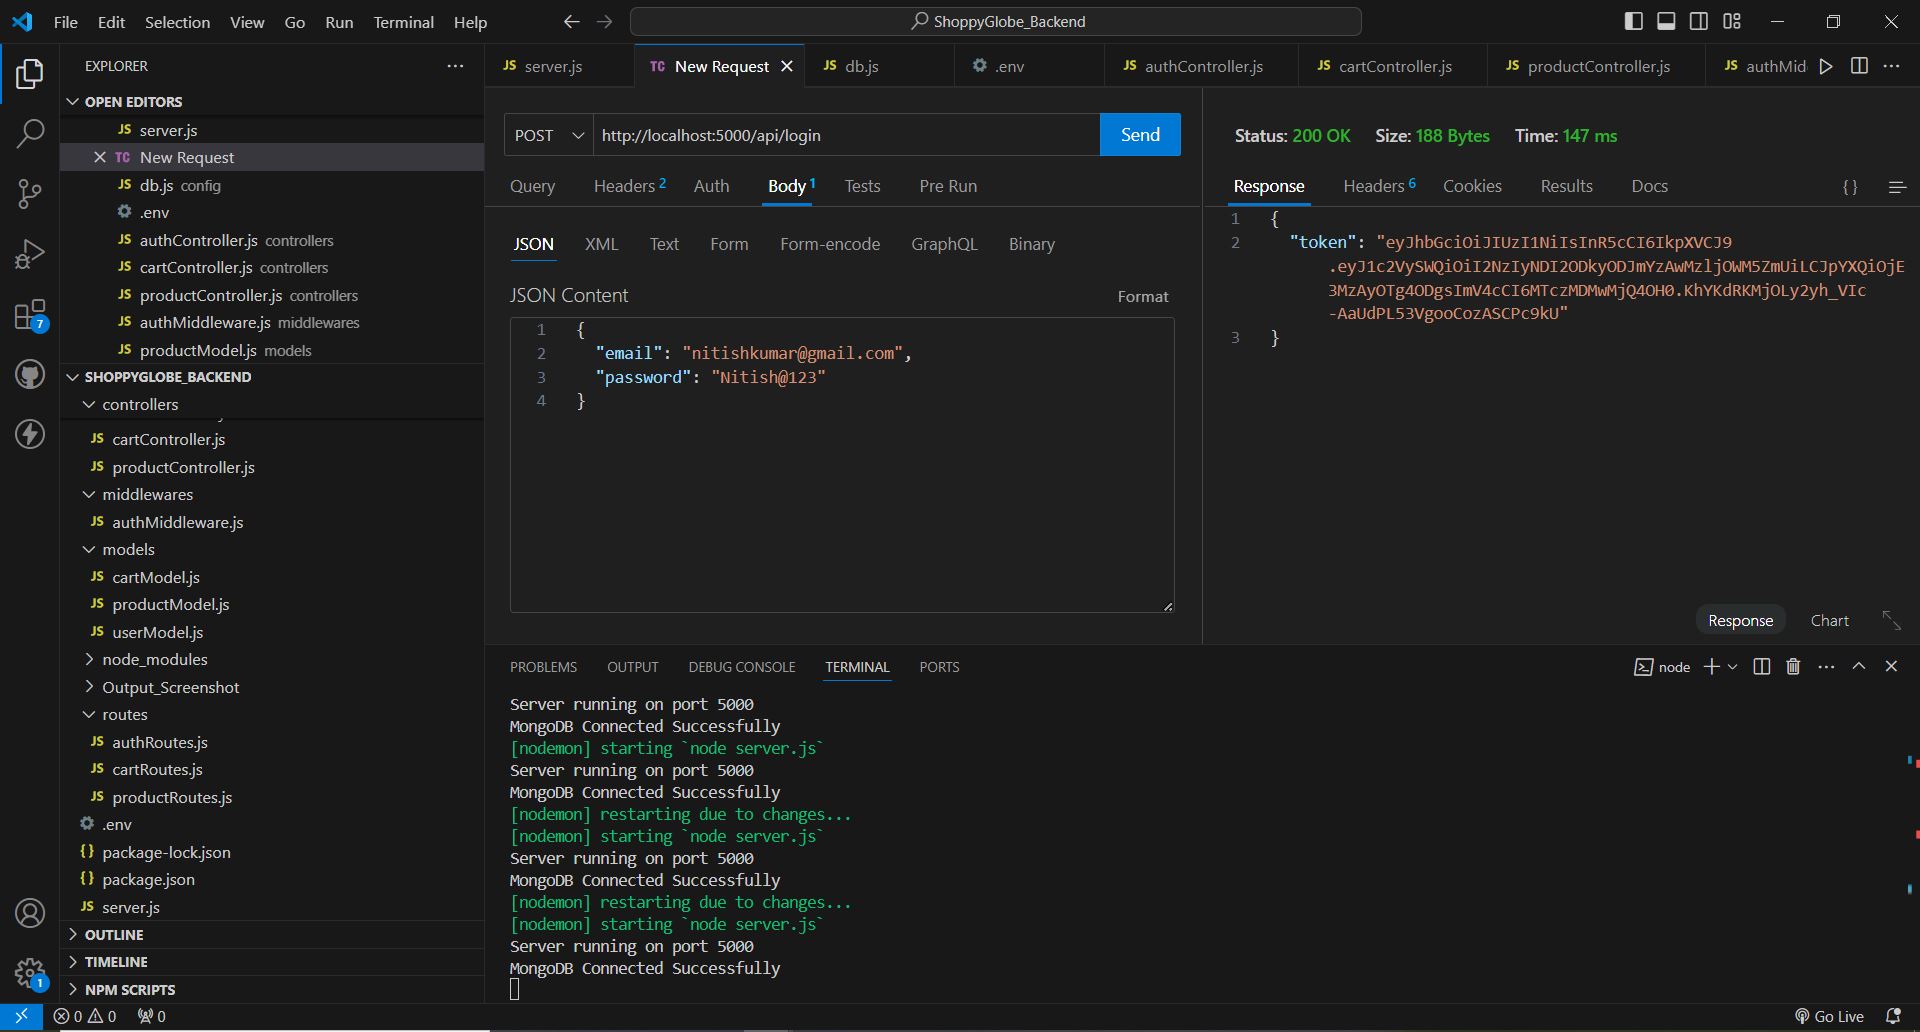 File Edit Selection View Go Run Terminal Help
ShoppyGlobe_Backend
EXPLORER
OPEN EDITORS
JS server.js
TC New Request
JS db.js config
.env
JS authController.js controllers
JS cartController.js controllers
JS productController.js controllers
JS authMiddleware.js middlewares
JS productModel.js models
SHOPPYGLOBE_BACKEND
controllers
JS cartController.js
JS productController.js
middlewares
JS authMiddleware.js
models
JS cartModel.js
JS productModel.js
JS userModel.js
node_modules
Output_Screenshot
routes
JS authRoutes.js
JS cartRoutes.js
JS productRoutes.js
.env
{} package-lock.json
{} package.json
JS server.js
OUTLINE
TIMELINE
NPM SCRIPTS
7
1
JS server.js TC New Request JS db.js .env JS authController.js JS cartController.js JS productController.js JS authMid
POST http://localhost:5000/api/login Send
Query Headers 2 Auth Body 1 Tests Pre Run
JSON XML Text Form Form-encode GraphQL Binary
JSON Content Format
1 {
2 "email": "nitishkumar@gmail.com",
3 "password": "Nitish@123"
4 }
Status: 200 OK Size: 188 Bytes Time: 147 ms
Response Headers 6 Cookies Results Docs {}
1 {
2 "token": "eyJhbGciOiJIUzI1NiIsInR5cCI6IkpXVCJ9
.eyJ1c2VySWQiOiI2NzIyNDI2ODkyODJmYzAwMzljOWM5ZmUiLCJpYXQiOjE
3MzAyOTg4ODgsImV4cCI6MTczMDMwMjQ4OH0.KhYKdRKMjOLy2yh_VIc
-AaUdPL53VgooCozASCPc9kU"
3 }
Response Chart
PROBLEMS OUTPUT DEBUG CONSOLE TERMINAL PORTS
node
Server running on port 5000
MongoDB Connected Successfully
[nodemon] starting `node server.js`
Server running on port 5000
MongoDB Connected Successfully
[nodemon] restarting due to changes...
[nodemon] starting `node server.js`
Server running on port 5000
MongoDB Connected Successfully
[nodemon] restarting due to changes...
[nodemon] starting `node server.js`
Server running on port 5000
MongoDB Connected Successfully
0 0 0
Go Live